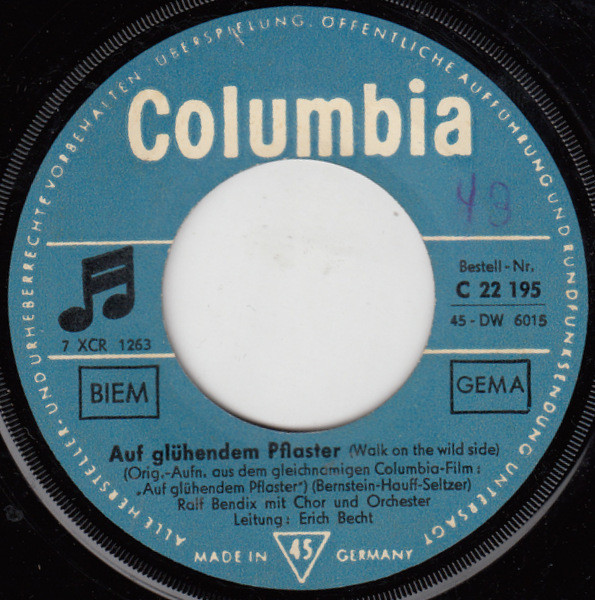 ALLE HERSTELLER- UND URHEBERRECHTE VORBEHALTEN ÜBERSPIELUNG, ÖFFENTLICHE AUFFÜHRUNG UND RUNDFUNKSENDUNG UNTERSAGT
Columbia
43
Bestell-Nr.
C 22 195
45-DW 6015
7 XCR 1263
BIEM
GEMA
Auf glühendem Pflaster (Walk on the wild side)
(Orig.-Aufn. aus dem gleichnamigen Columbia-Film:
„Auf glühendem Pflaster") (Bernstein-Hauff-Seltzer)
Ralf Bendix mit Chor und Orchester
Leitung: Erich Becht
MADE IN 45 GERMANY